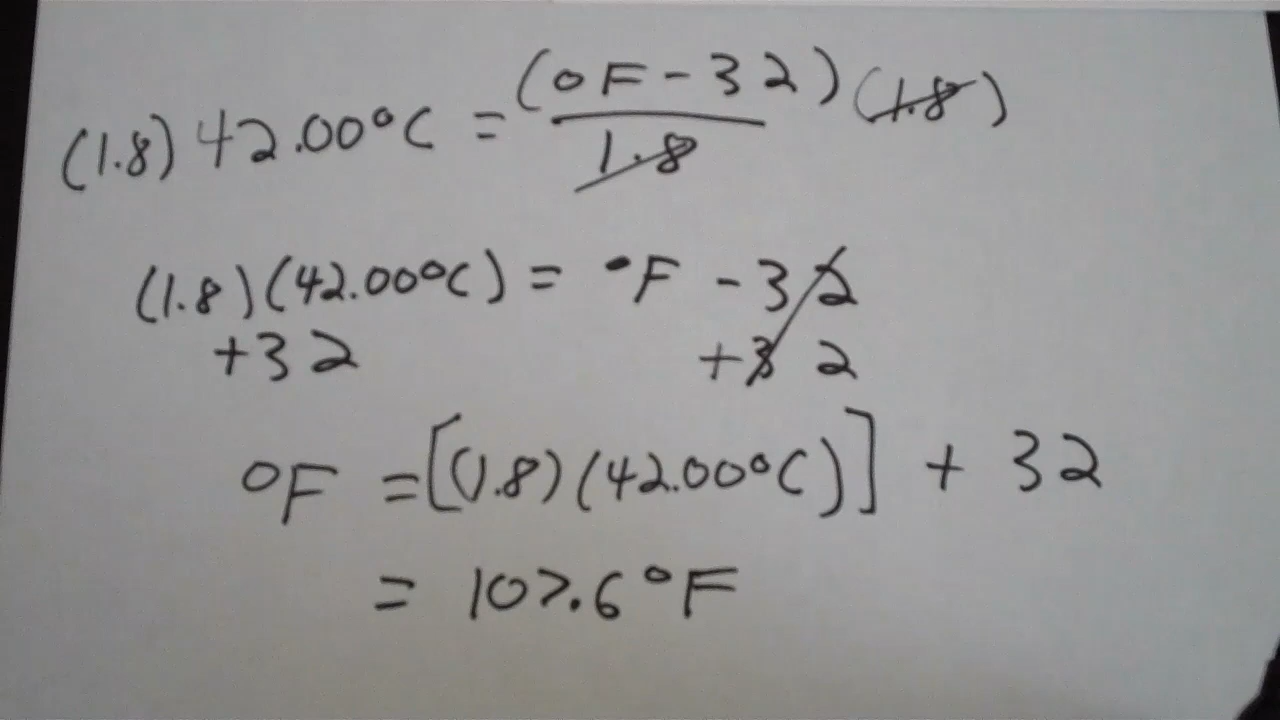 (1.8) 42.00°C = (°F - 32) / 1.8 (1.8)
(1.8)(42.00°C) = °F - 32
+32 +32
°F = [(1.8)(42.00°C)] + 32
= 107.6°F